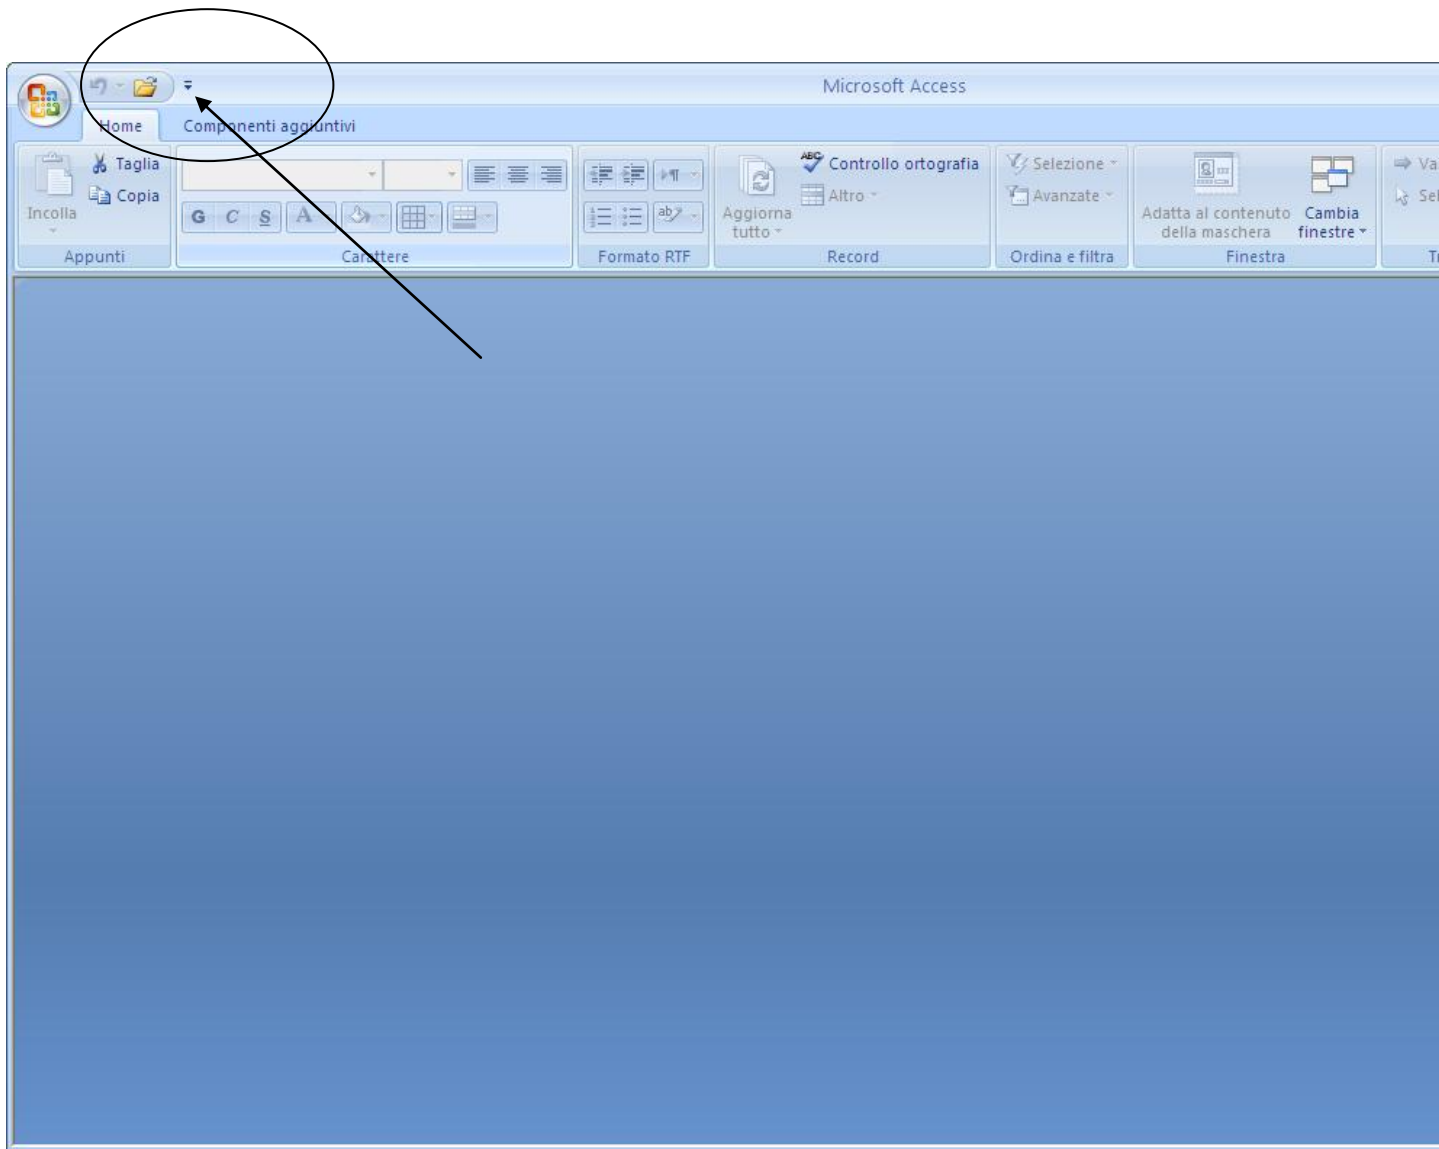 Microsoft Access
Home Componenti aggiuntivi
Taglia Controllo ortografia Selezione
Copia Altro Avanzate
Incolla Aggiorna tutto Adatta al contenuto della maschera Cambia finestre
G C S A
Appunti Carattere Formato RTF Record Ordina e filtra Finestra